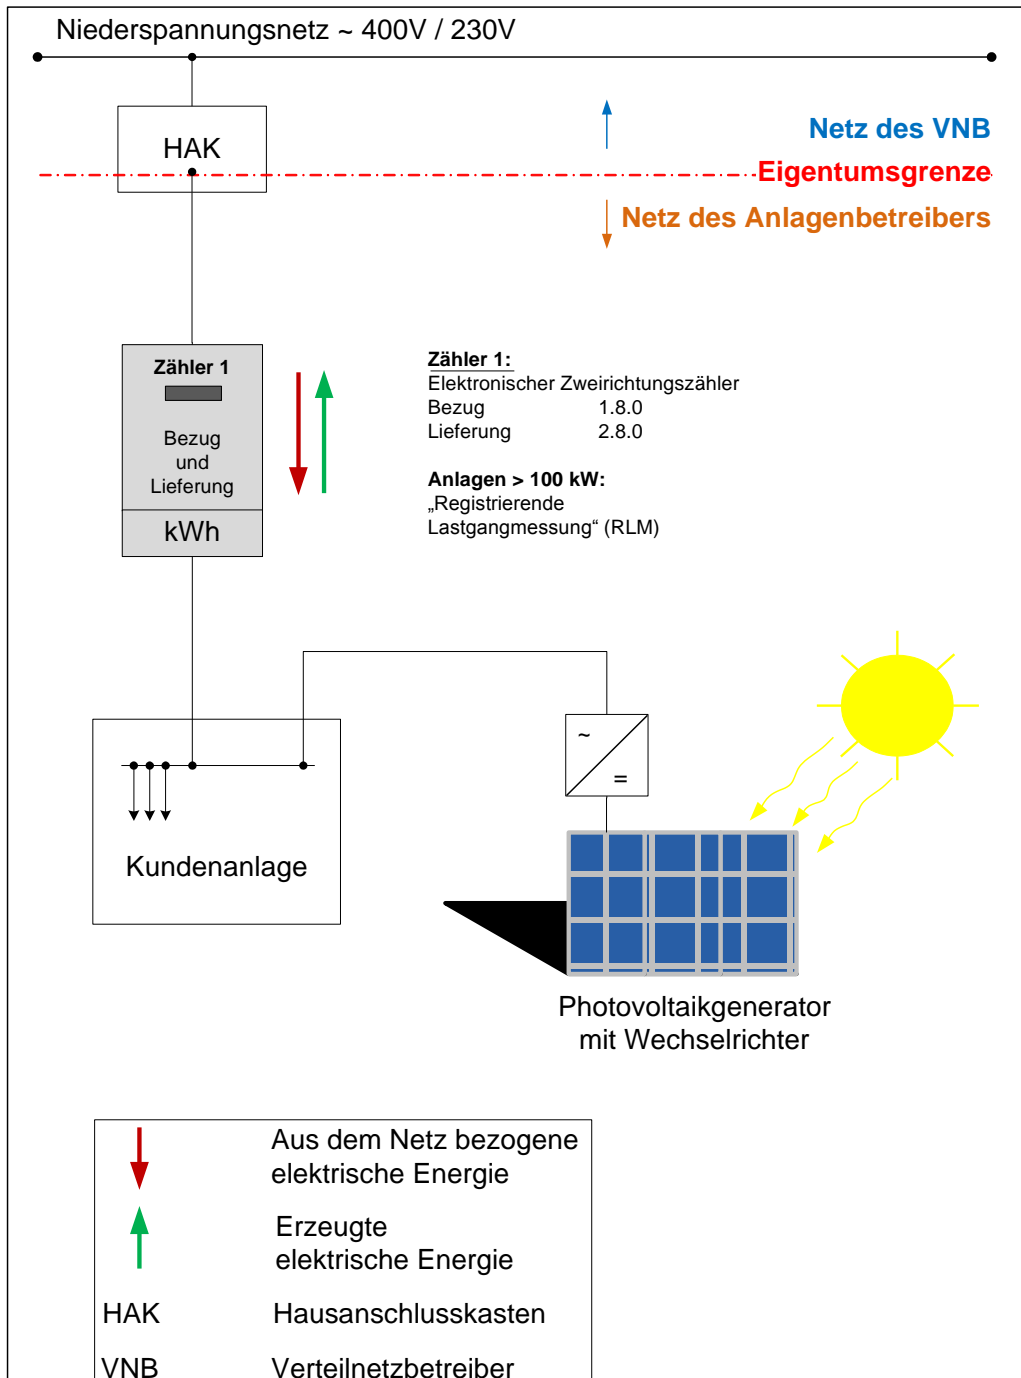 Niederspannungsnetz ~ 400V / 230V
HAK
Netz des VNB
Eigentumsgrenze
Netz des Anlagenbetreibers
Zähler 1
Bezug
und
Lieferung
kWh
Zähler 1:
Elektronischer Zweirichtungszähler
Bezug 1.8.0
Lieferung 2.8.0
Anlagen > 100 kW:
„Registrierende
Lastgangmessung“ (RLM)
~
=
Kundenanlage
Photovoltaikgenerator
mit Wechselrichter
Aus dem Netz bezogene
elektrische Energie
Erzeugte
elektrische Energie
HAK Hausanschlusskasten
VNB Verteilnetzbetreiber